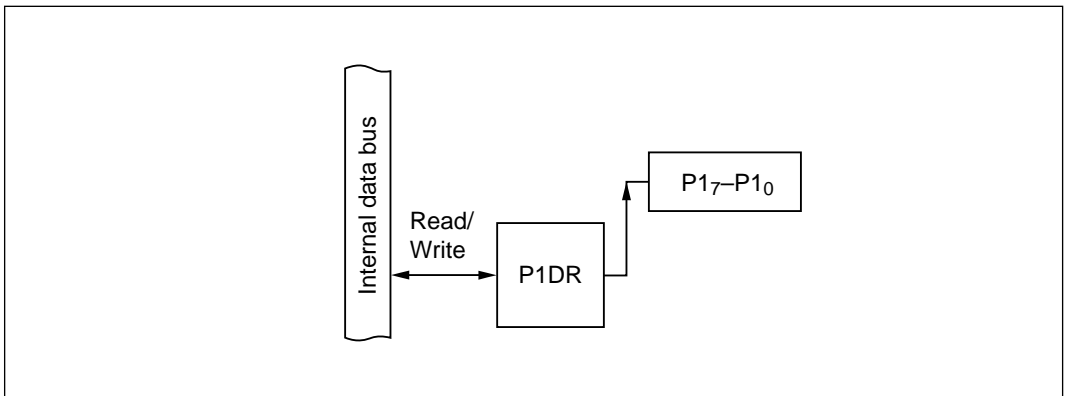 Internal data bus
Read/
Write
P1DR
P1₇–P1₀